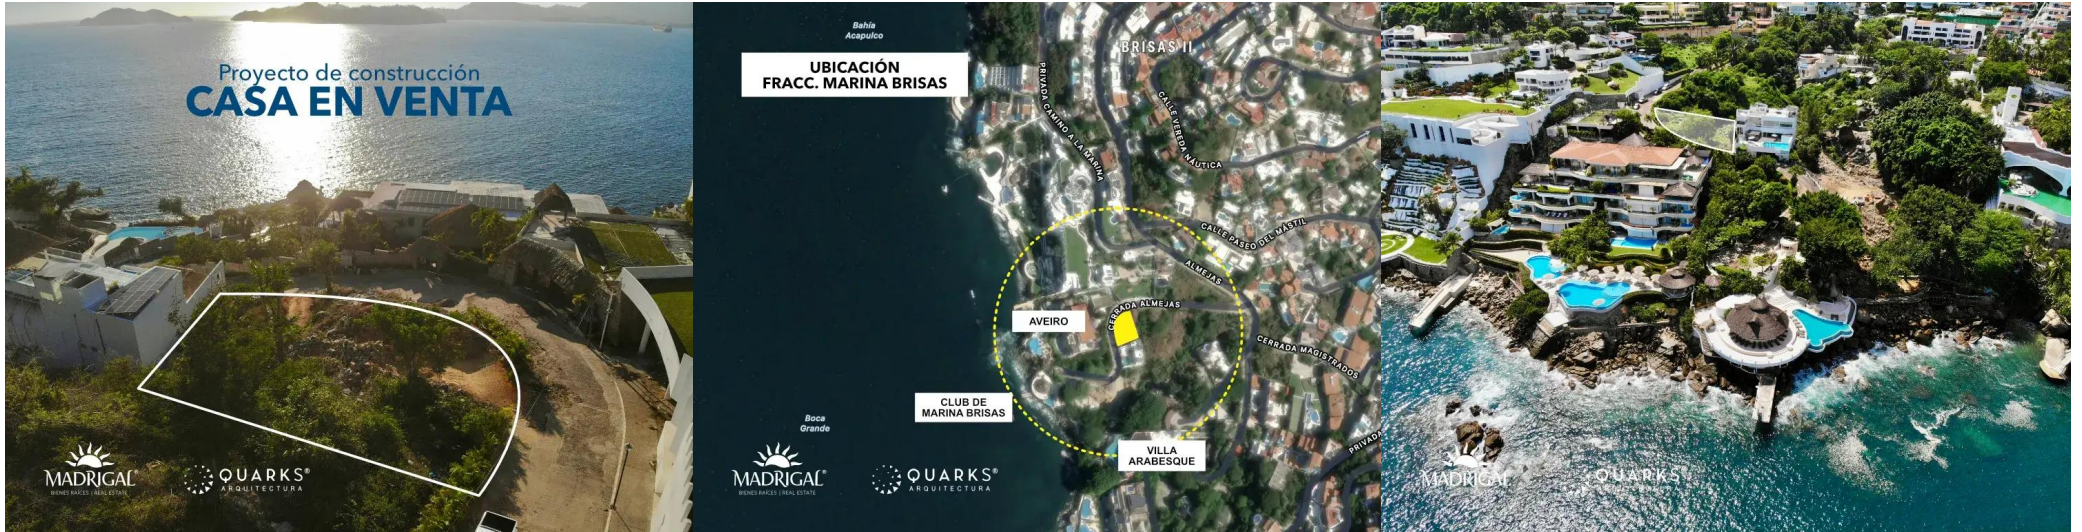 Proyecto de construcción
CASA EN VENTA
MADRIGAL®
BIENES RAÍCES | REAL ESTATE
QUARKS®
ARQUITECTURA
Bahía
Acapulco
UBICACIÓN
FRACC. MARINA BRISAS
BRISAS II
PRIVADA CAMINO A LA MARINA
CALLE VEREDA NÁUTICA
CALLE PASEO DEL MÁSTIL
ALMEJAS
CERRADA ALMEJAS
AVEIRO
CERRADA MAGISTRADOS
CLUB DE
MARINA BRISAS
Boca
Grande
VILLA
ARABESQUE
PRIVADA
MADRIGAL®
BIENES RAÍCES | REAL ESTATE
QUARKS®
ARQUITECTURA
MADRIGAL
QUARKS
ARQUITECTURA